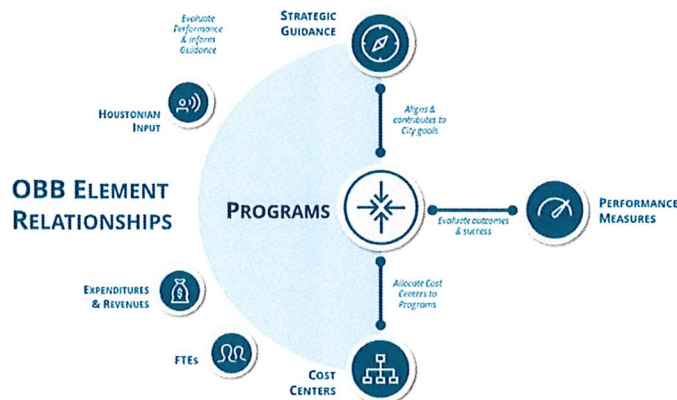 Evaluate
Performance
& inform
Guidance
STRATEGIC
GUIDANCE
HOUSTONIAN
INPUT
Aligns &
contributes to
City goals
OBB ELEMENT
RELATIONSHIPS
PROGRAMS
Evaluate outcomes
& success
PERFORMANCE
MEASURES
EXPENDITURES
& REVENUES
$
Allocate Cost
Centers to
Programs
FTES
COST
CENTERS